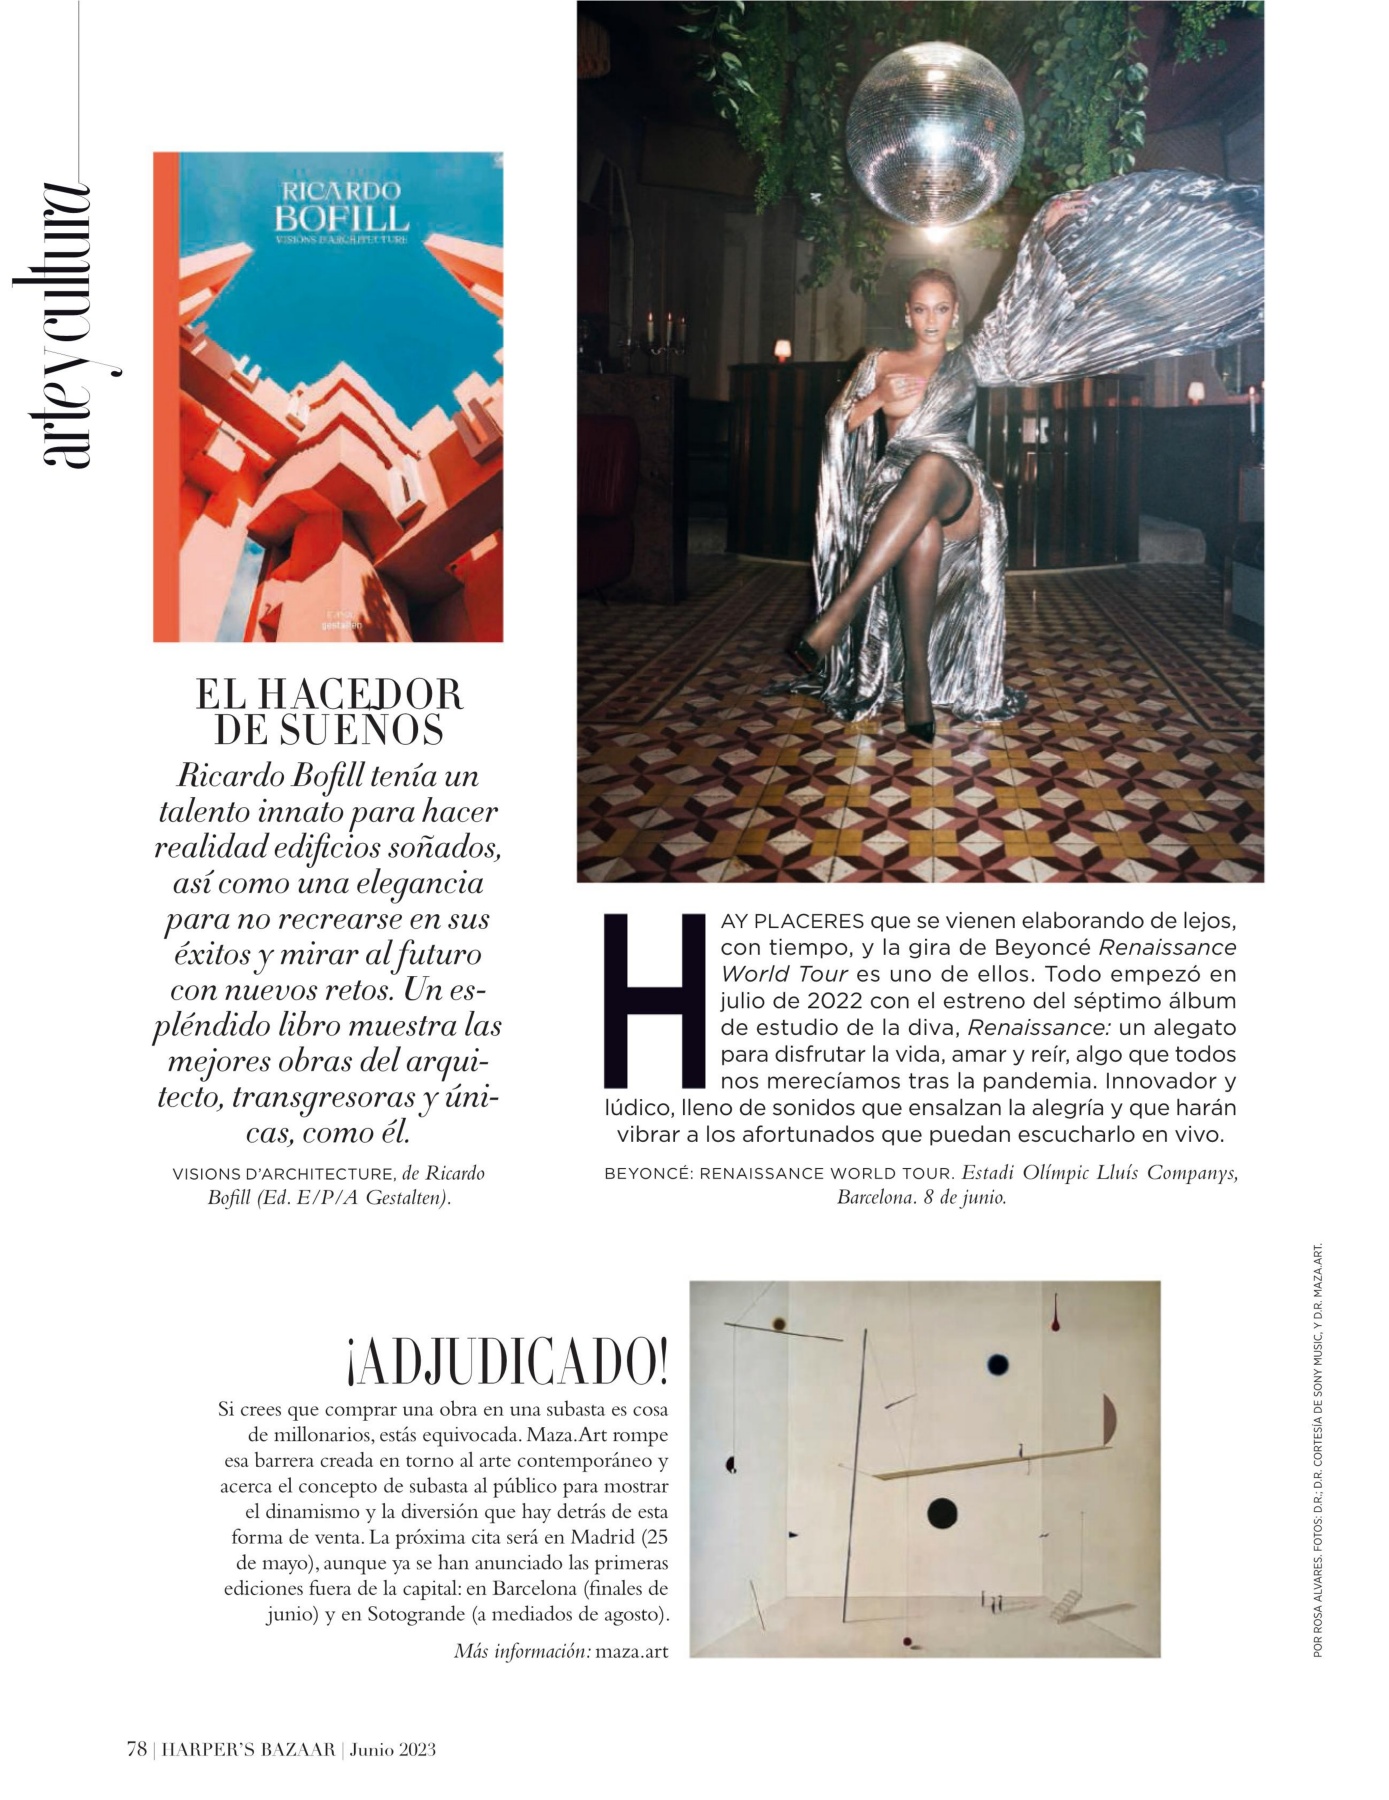 arte y cultura
RICARDO
BOFILL
VISIONS D'ARCHITECTURE
gestalten
EL HACEDOR
DE SUEÑOS
Ricardo Bofill tenía un
talento innato para hacer
realidad edificios soñados,
así como una elegancia
para no recrearse en sus
éxitos y mirar al futuro
con nuevos retos. Un es-
pléndido libro muestra las
mejores obras del arqui-
tecto, transgresoras y úni-
cas, como él.
VISIONS D'ARCHITECTURE, de Ricardo
Bofill (Ed. E/P/A Gestalten).
HAY PLACERES que se vienen elaborando de lejos,
con tiempo, y la gira de Beyoncé Renaissance
World Tour es uno de ellos. Todo empezó en
julio de 2022 con el estreno del séptimo álbum
de estudio de la diva, Renaissance: un alegato
para disfrutar la vida, amar y reír, algo que todos
nos merecíamos tras la pandemia. Innovador y
lúdico, lleno de sonidos que ensalzan la alegría y que harán
vibrar a los afortunados que puedan escucharlo en vivo.
BEYONCÉ: RENAISSANCE WORLD TOUR. Estadi Olímpic Lluís Companys,
Barcelona. 8 de junio.
¡ADJUDICADO!
Si crees que comprar una obra en una subasta es cosa
de millonarios, estás equivocada. Maza.Art rompe
esa barrera creada en torno al arte contemporáneo y
acerca el concepto de subasta al público para mostrar
el dinamismo y la diversión que hay detrás de esta
forma de venta. La próxima cita será en Madrid (25
de mayo), aunque ya se han anunciado las primeras
ediciones fuera de la capital: en Barcelona (finales de
junio) y en Sotogrande (a mediados de agosto).
Más información: maza.art
POR ROSA ALVARES. FOTOS: D.R.; D.R. CORTESÍA DE SONY MUSIC, Y D.R. MAZA.ART.
78 | HARPER'S BAZAAR | Junio 2023